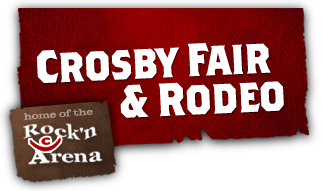 CROSBY FAIR
& RODEO
home of the
Rock'n
Arena